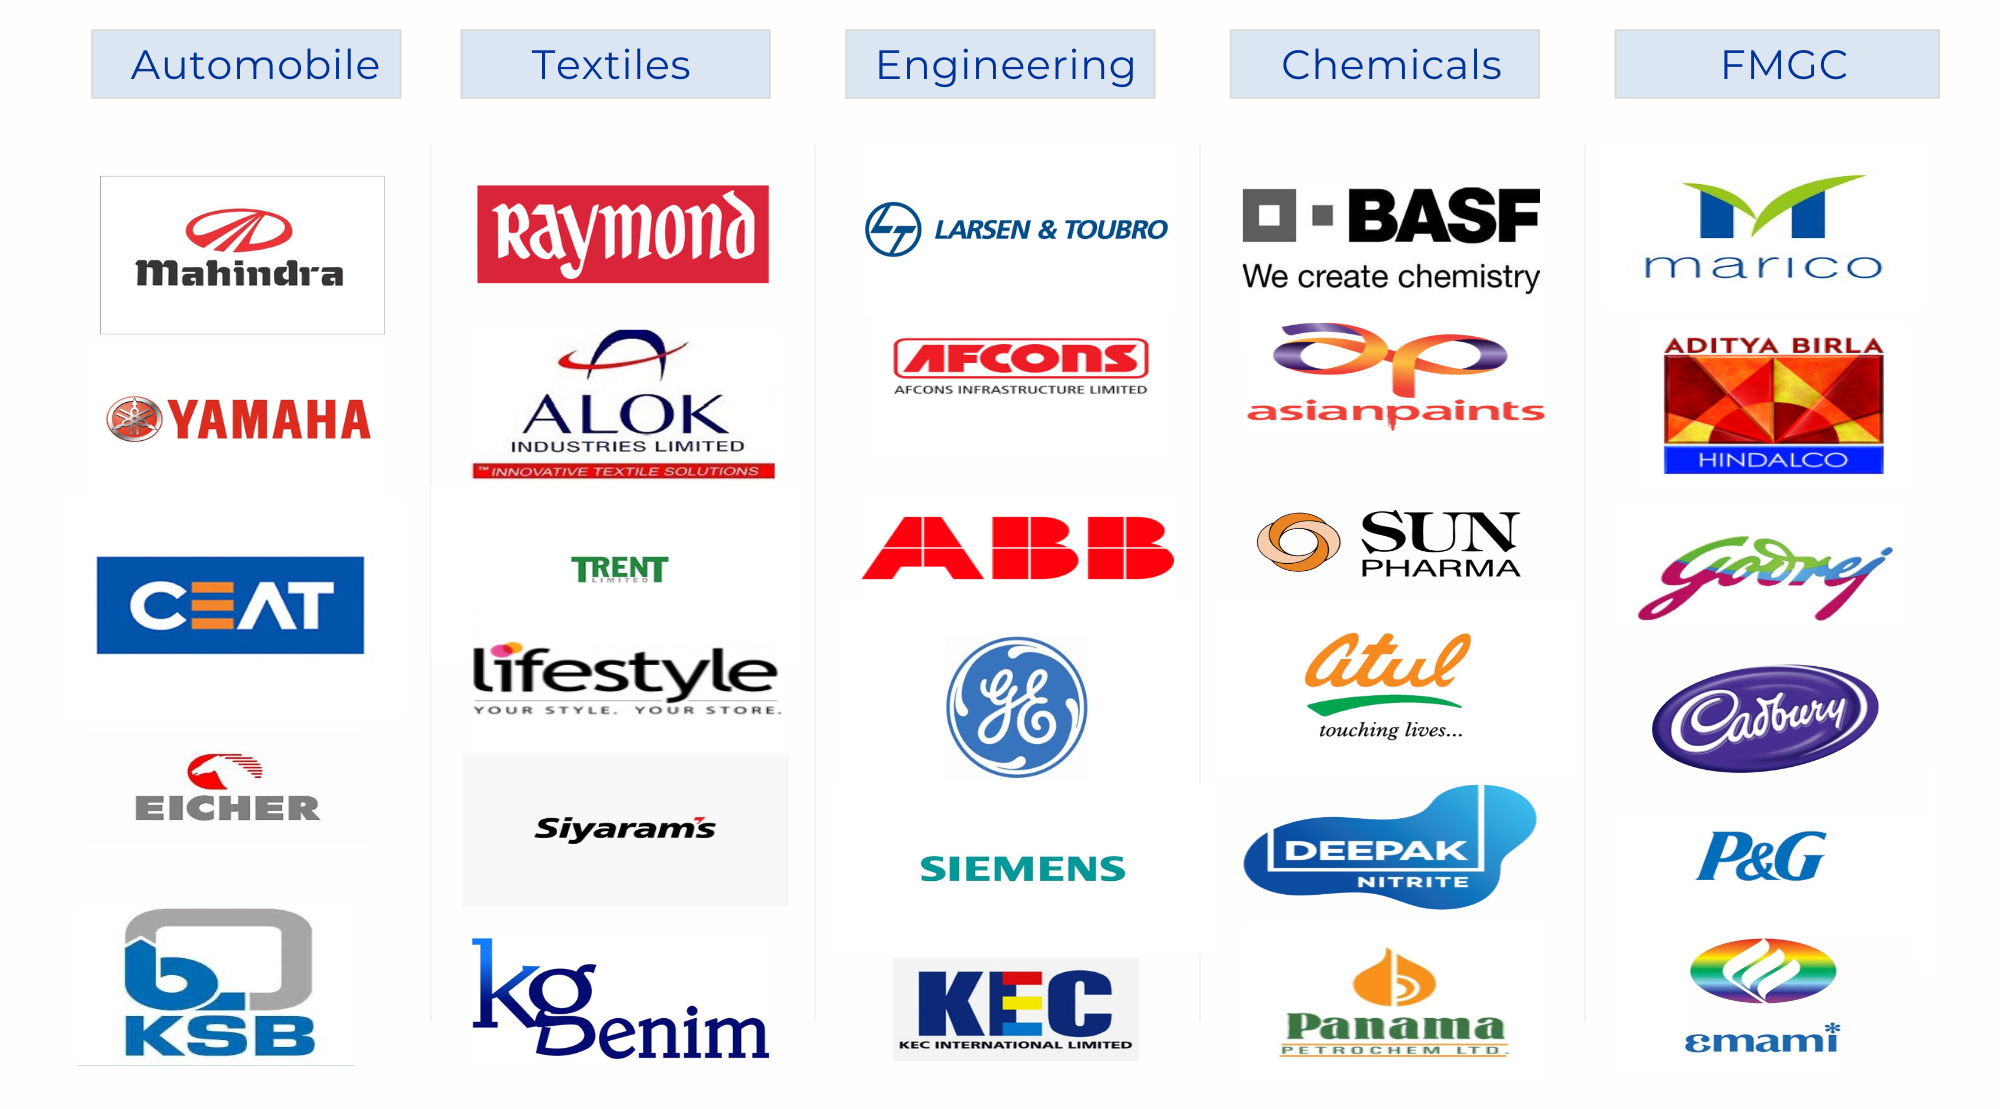 Automobile
Textiles
Engineering
Chemicals
FMGC
Mahindra
YAMAHA
CEAT
EICHER
KSB
Raymond
ALOK
INDUSTRIES LIMITED
™ INNOVATIVE TEXTILE SOLUTIONS
TRENT
LIMITED
lifestyle
YOUR STYLE. YOUR STORE.
Siyaram's
kg Denim
LARSEN & TOUBRO
AFCONS
AFCONS INFRASTRUCTURE LIMITED
ABB
GE
SIEMENS
KEC
KEC INTERNATIONAL LIMITED
BASF
We create chemistry
ap
asianpaints
SUN
PHARMA
atul
touching lives...
DEEPAK
NITRITE
Panama
PETROCHEM LTD.
marico
ADITYA BIRLA
HINDALCO
Godrej
Cadbury
P&G
emami*